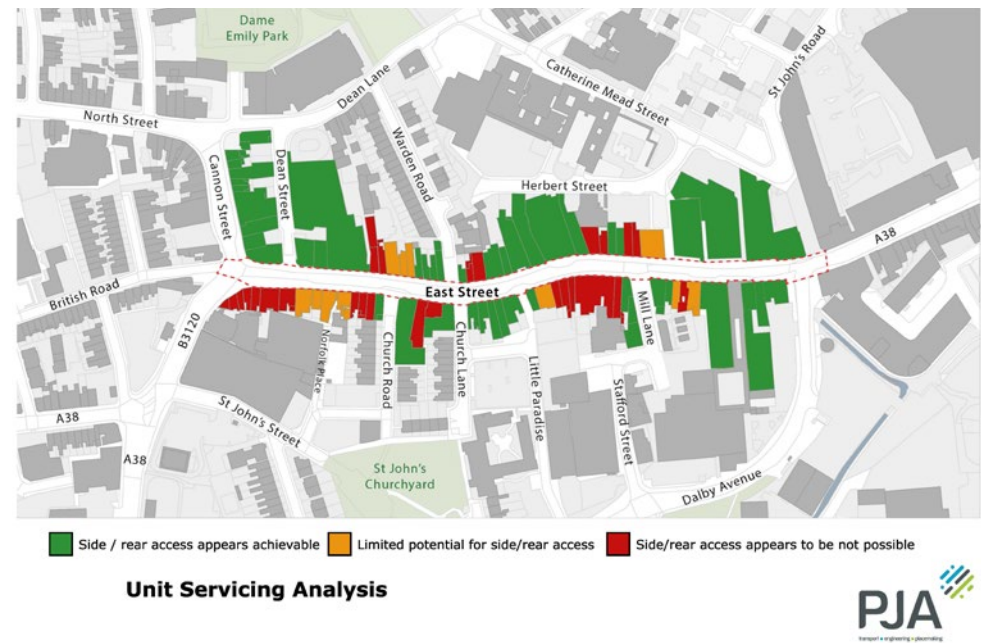 Dame
Emily Park
Dean Lane
St John's Road
Catherine Mead Street
North Street
Warden Road
Cannon Street
Dean Street
Herbert Street
A38
East Street
British Road
B3120
Mill Lane
Norfolk Place
Church Road
Church Lane
Little Paradise
Stafford Street
A38
St John's Street
A38
St John's
Churchyard
Dalby Avenue
Side / rear access appears achievable
Limited potential for side/rear access
Side/rear access appears to be not possible
Unit Servicing Analysis
PJA
transport • engineering • placemaking